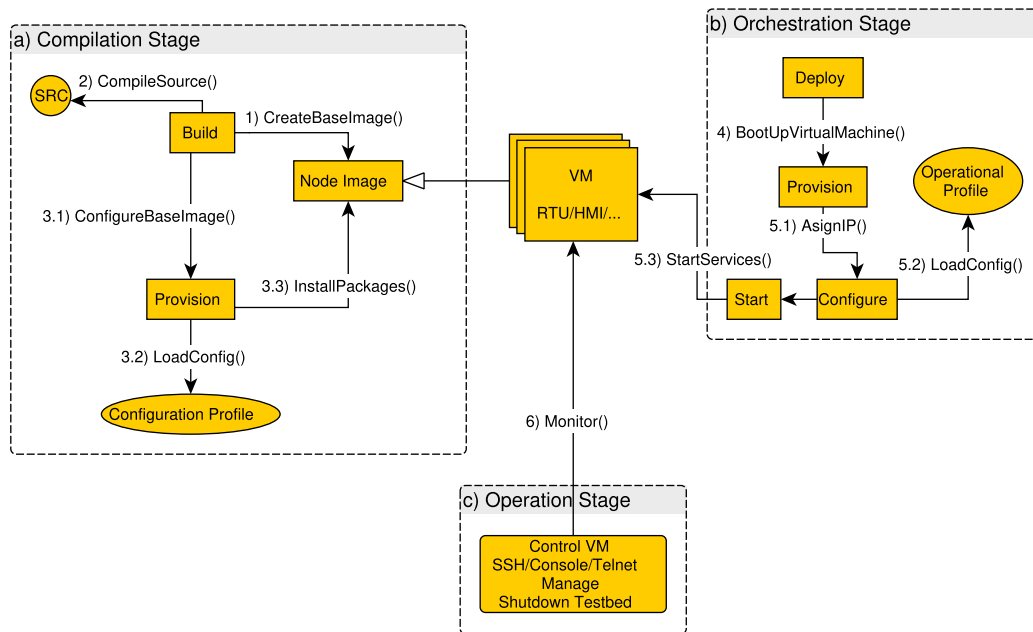 a) Compilation Stage
2) CompileSource()
SRC
Build
1) CreateBaseImage()
Node Image
3.1) ConfigureBaseImage()
3.3) InstallPackages()
Provision
3.2) LoadConfig()
Configuration Profile
VM
RTU/HMI/...
b) Orchestration Stage
Deploy
4) BootUpVirtualMachine()
Provision
Operational
Profile
5.1) AsignIP()
5.3) StartServices()
5.2) LoadConfig()
Start
Configure
6) Monitor()
c) Operation Stage
Control VM
SSH/Console/Telnet
Manage
Shutdown Testbed